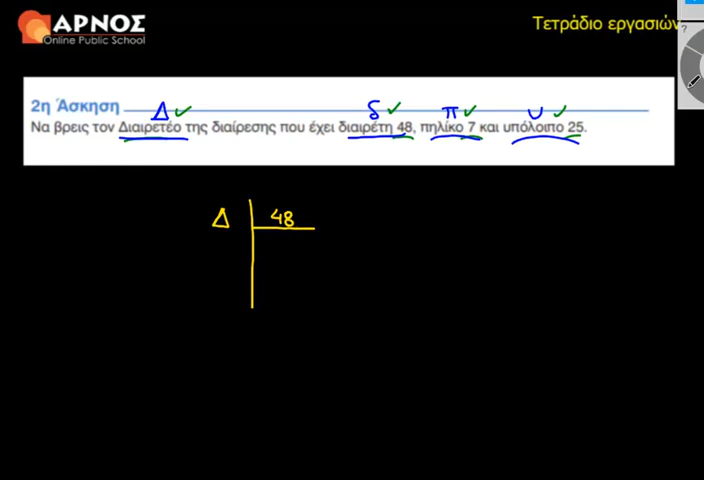 ΑΡΝΟΣ
Online Public School
Τετράδιο εργασιών
?
2η Άσκηση
Δ ✓ δ ✓ π ✓ υ ✓
Να βρεις τον Διαιρετέο της διαίρεσης που έχει διαιρέτη 48, πηλίκο 7 και υπόλοιπο 25.
Δ 48